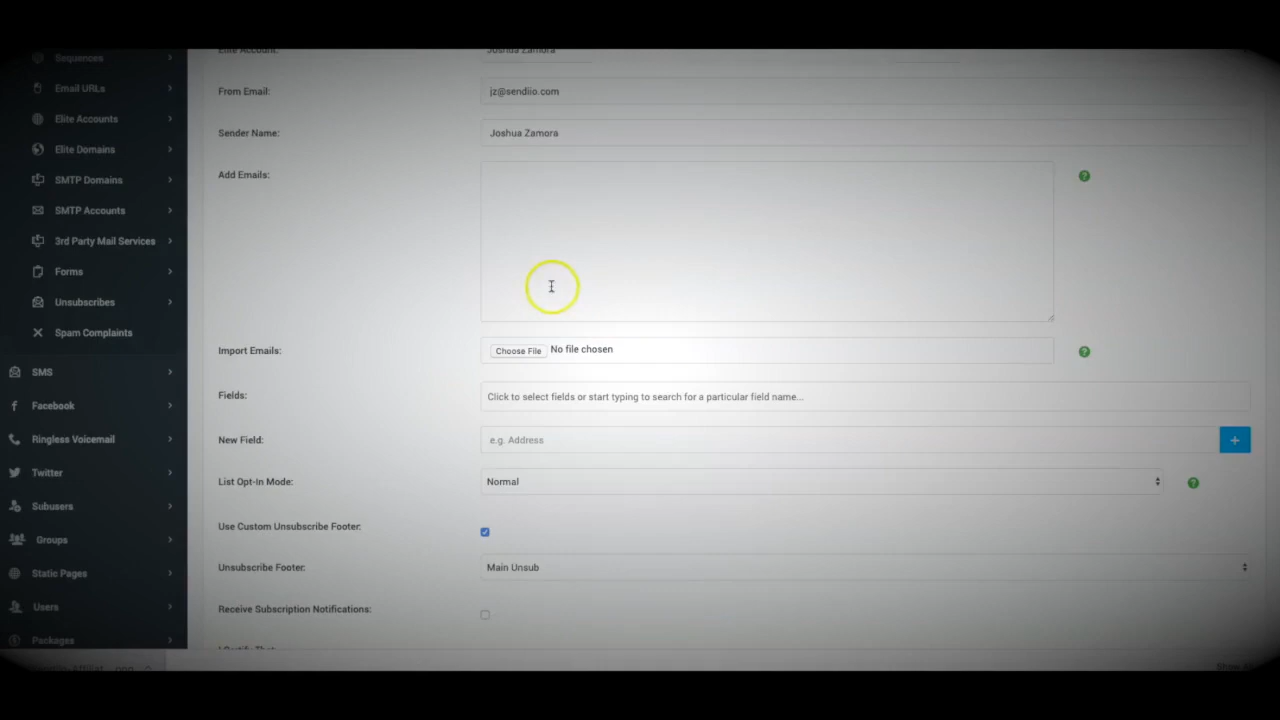 Sequences
Email URLs
Elite Accounts
Elite Domains
SMTP Domains
SMTP Accounts
3rd Party Mail Services
Forms
Unsubscribes
Spam Complaints
SMS
Facebook
Ringless Voicemail
Twitter
Subusers
Groups
Static Pages
Users
Packages
Elite Account: Joshua Zamora
From Email: jz@sendiio.com
Sender Name: Joshua Zamora
Add Emails:
Import Emails: Choose File No file chosen
Fields: Click to select fields or start typing to search for a particular field name...
New Field: e.g. Address +
List Opt-In Mode: Normal
Use Custom Unsubscribe Footer:
Unsubscribe Footer: Main Unsub
Receive Subscription Notifications:
I Certify That